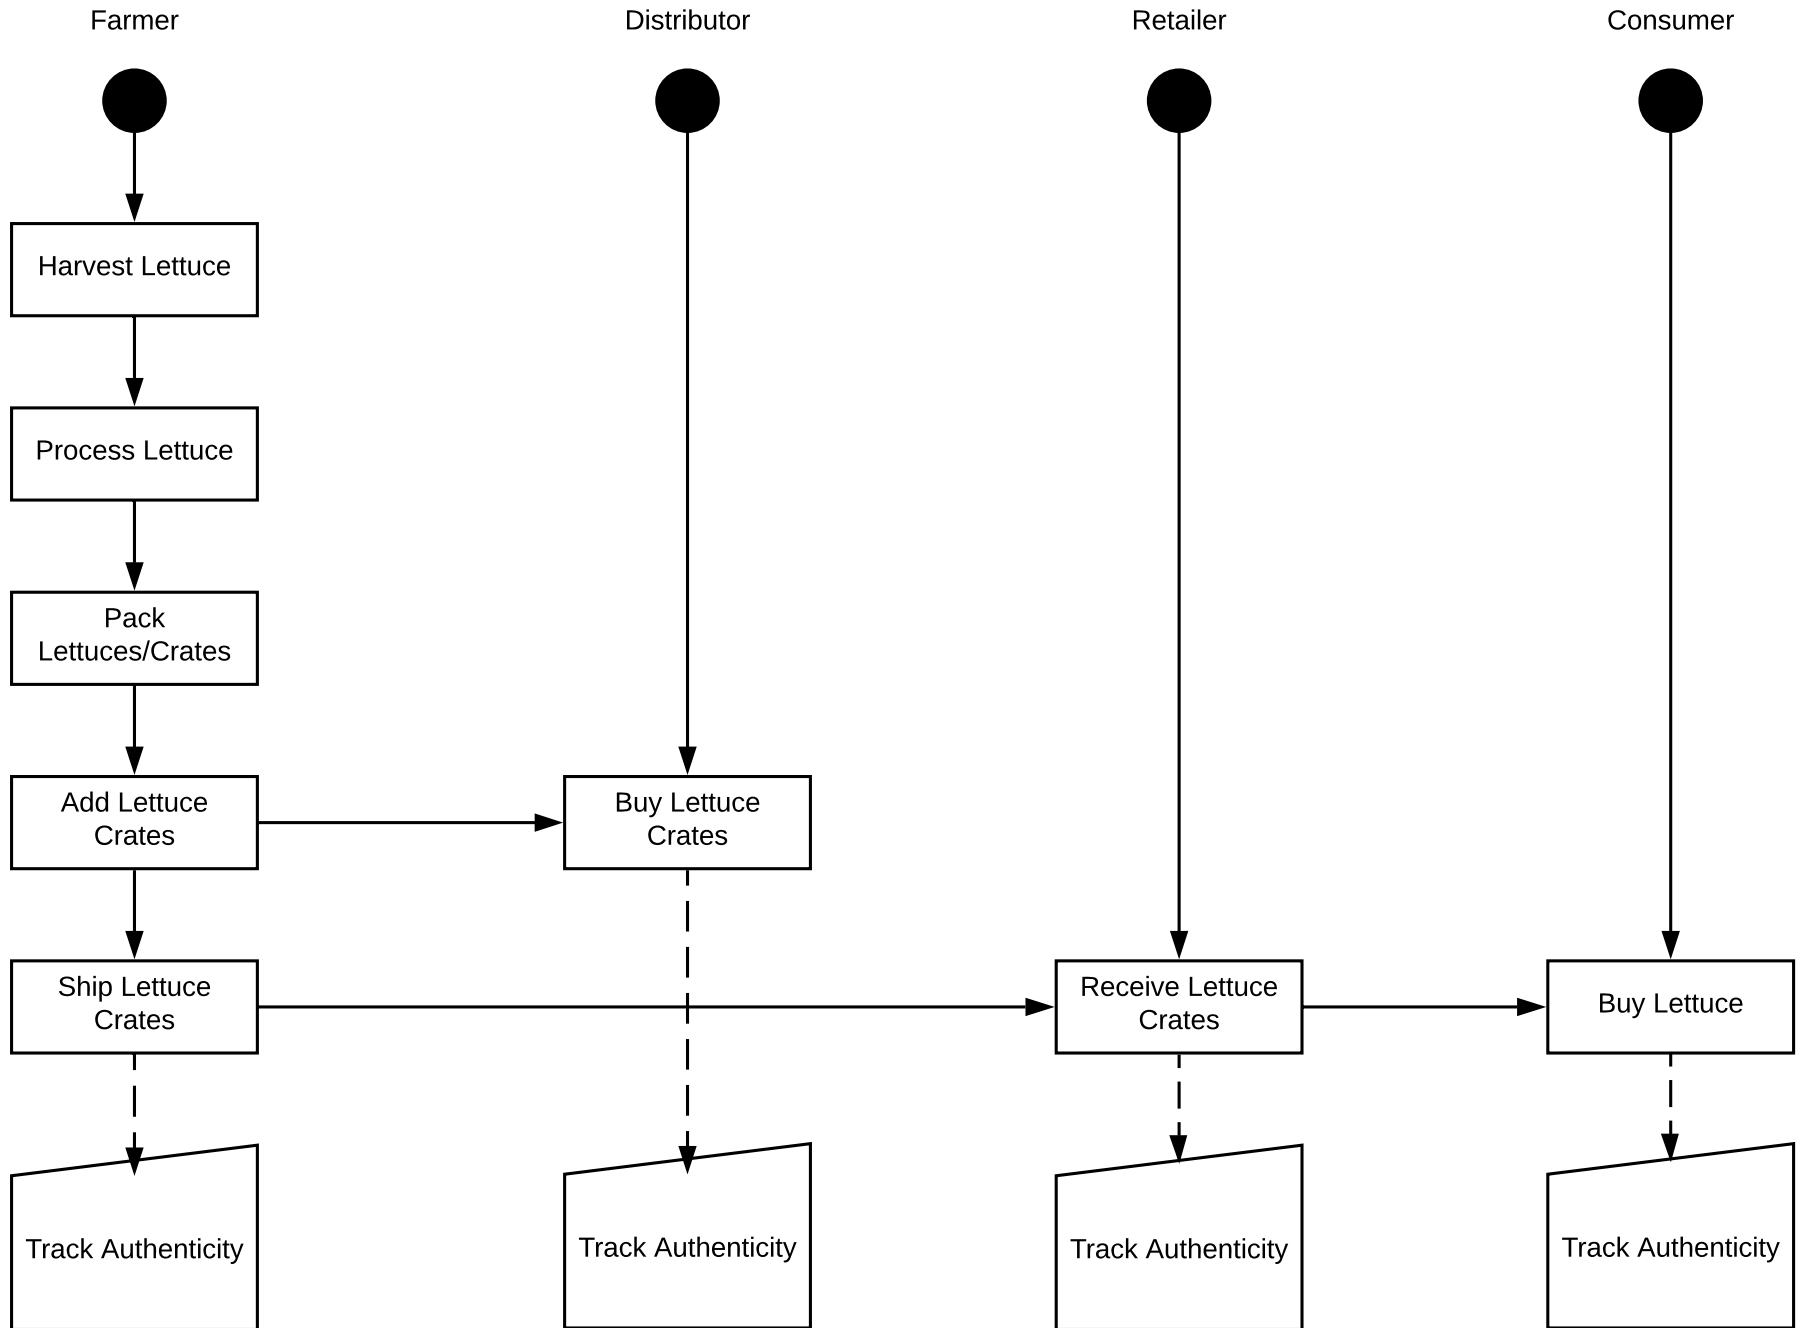 Farmer
Distributor
Retailer
Consumer
Harvest Lettuce
Process Lettuce
Pack
Lettuces/Crates
Add Lettuce
Crates
Buy Lettuce
Crates
Ship Lettuce
Crates
Receive Lettuce
Crates
Buy Lettuce
Track Authenticity
Track Authenticity
Track Authenticity
Track Authenticity